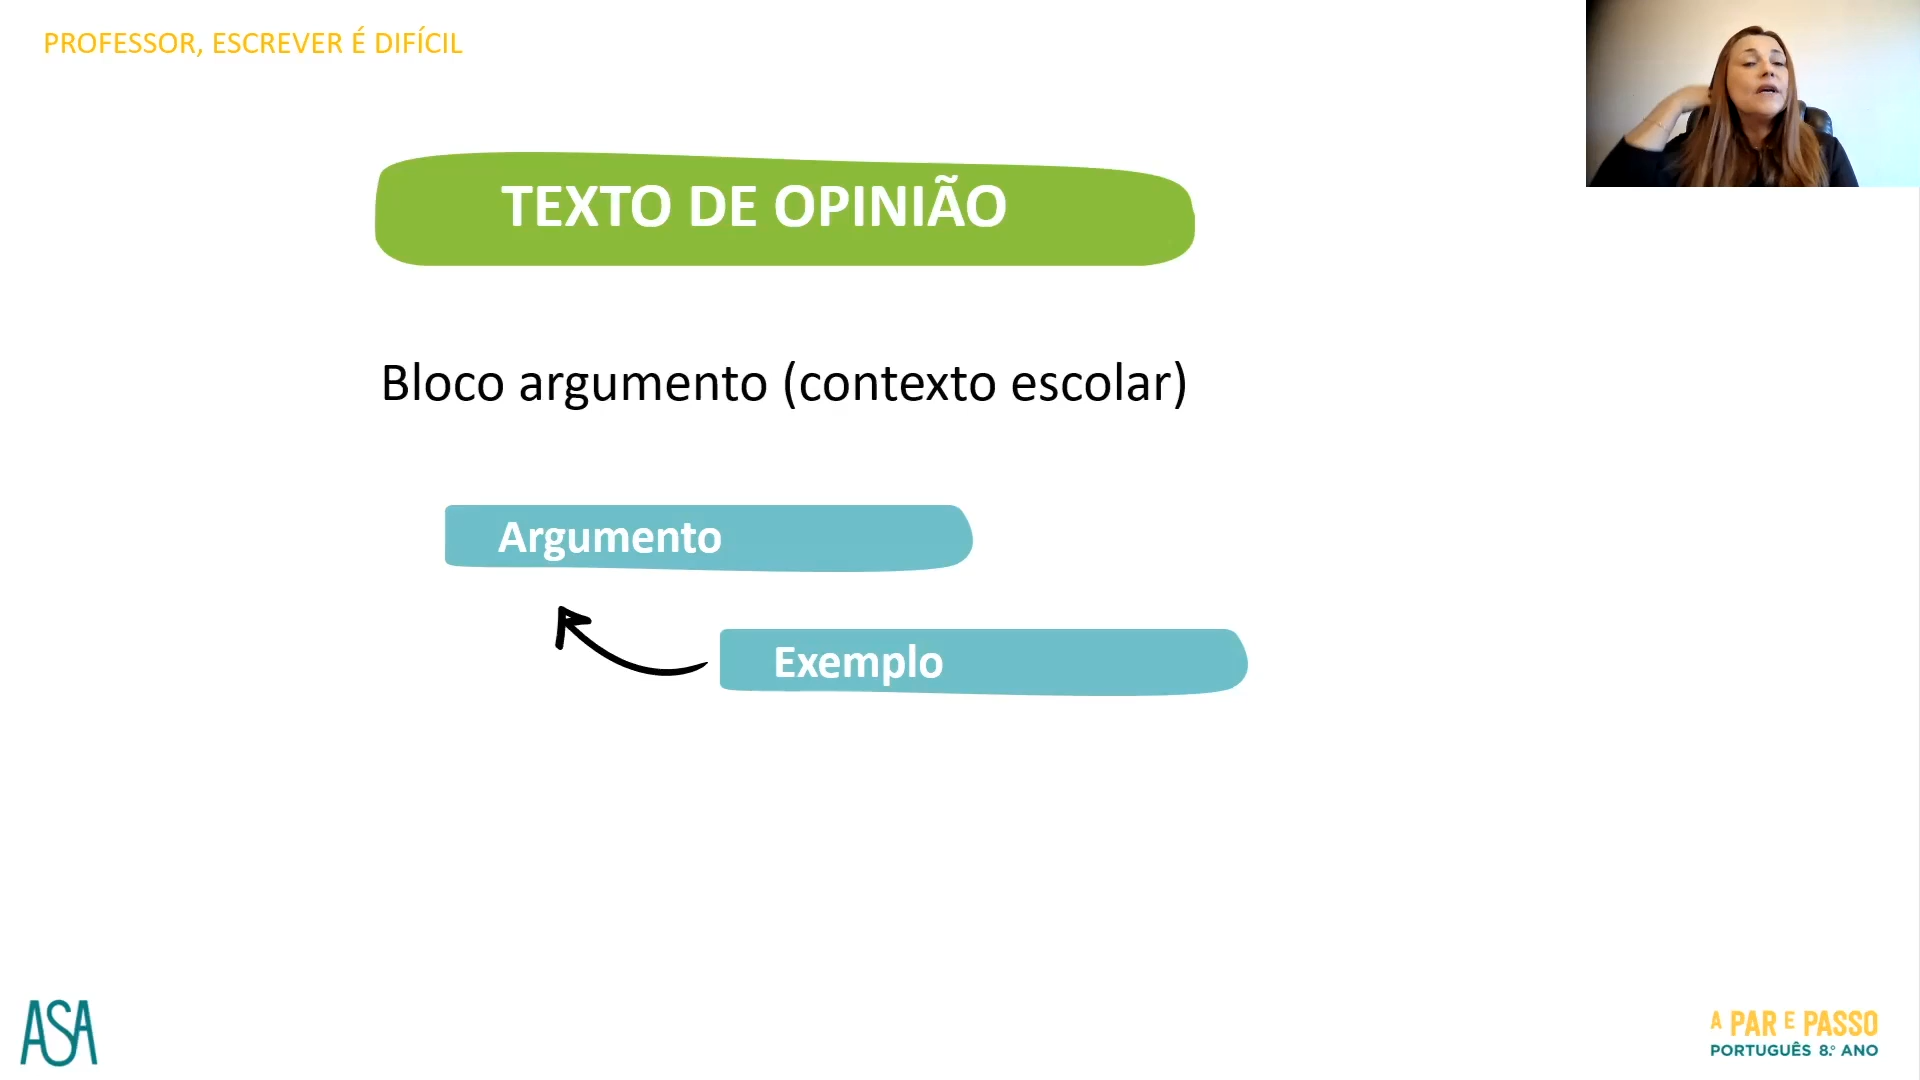 PROFESSOR, ESCREVER É DIFÍCIL
TEXTO DE OPINIÃO
Bloco argumento (contexto escolar)
Argumento
Exemplo
ASA
A PAR E PASSO
PORTUGUÊS 8.º ANO